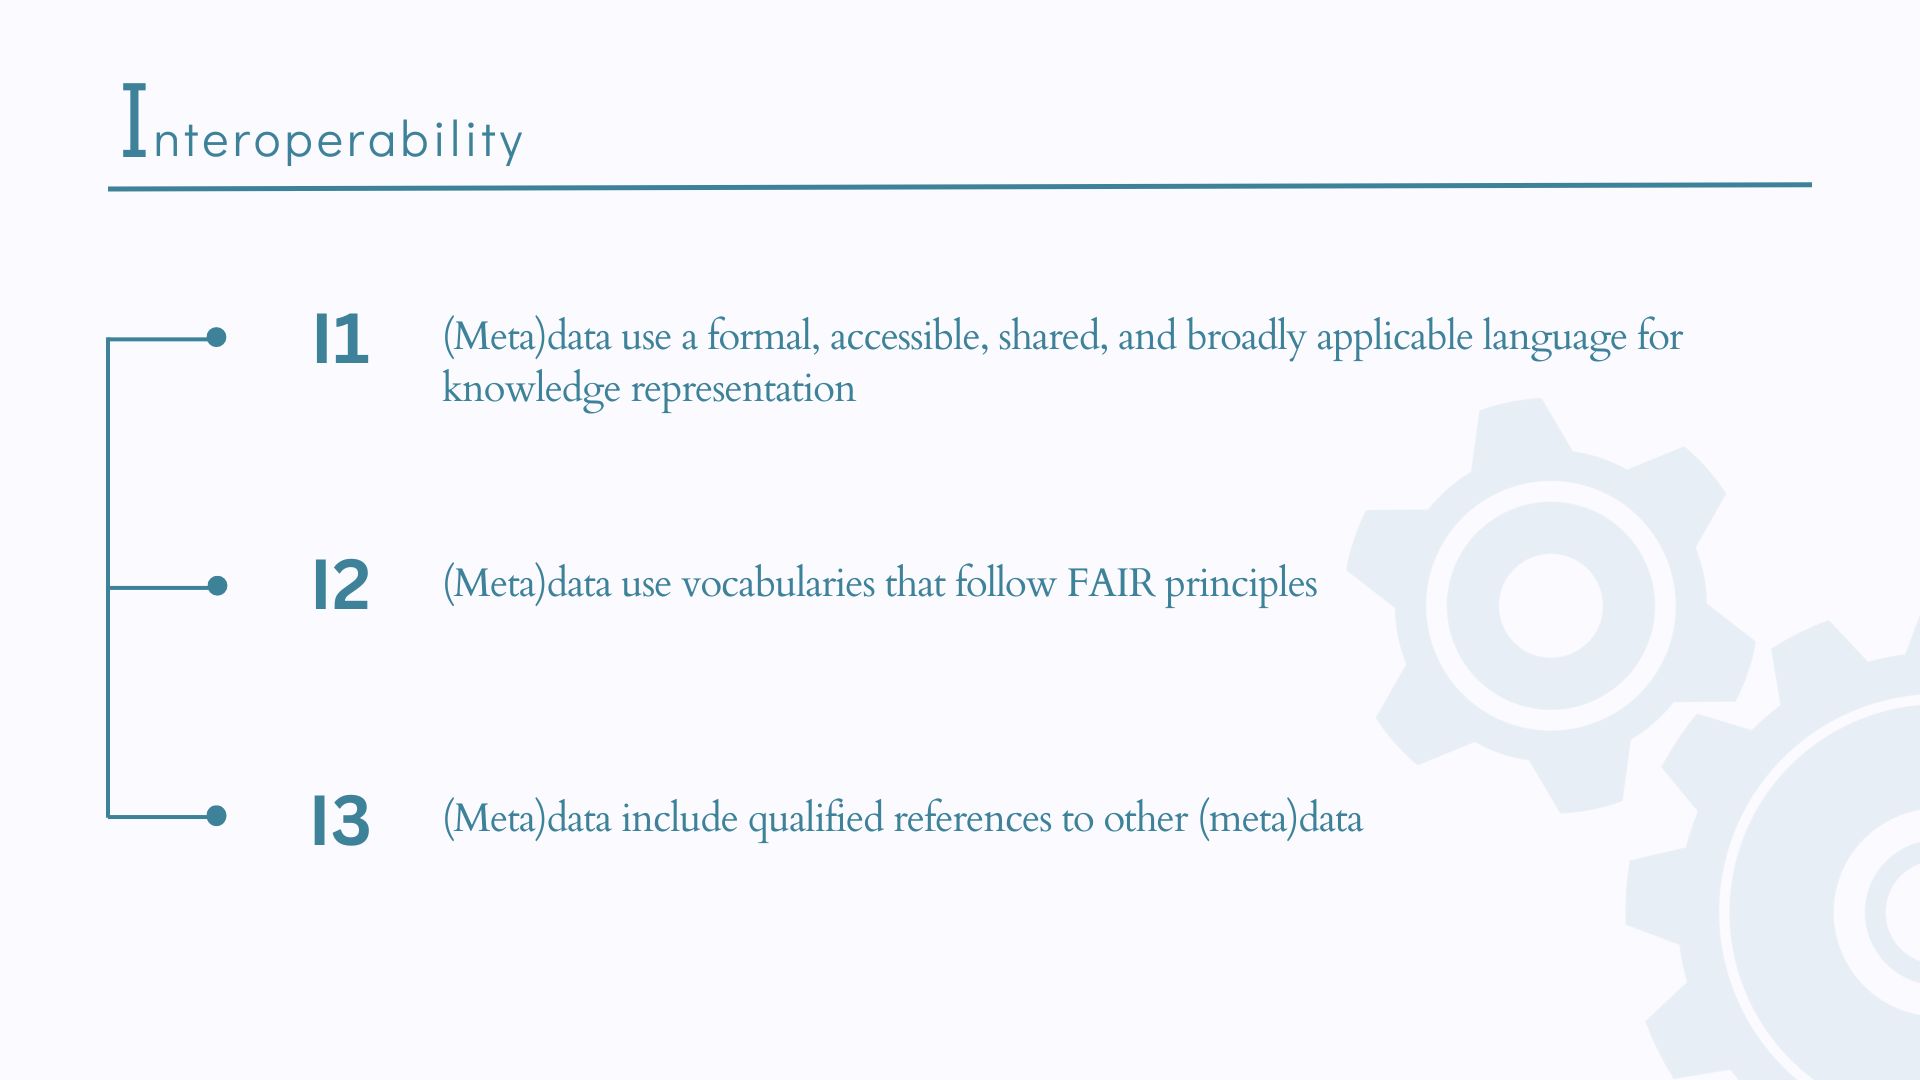 Interoperability
I1
(Meta)data use a formal, accessible, shared, and broadly applicable language for
knowledge representation
I2
(Meta)data use vocabularies that follow FAIR principles
I3
(Meta)data include qualified references to other (meta)data